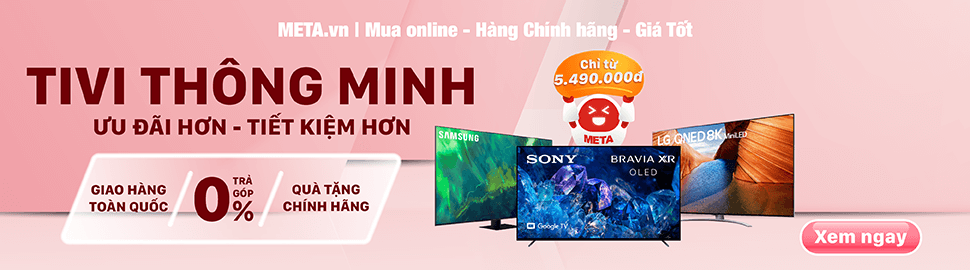 META.vn | Mua online - Hàng Chính hãng - Giá Tốt
TIVI THÔNG MINH
ƯU ĐÃI HƠN - TIẾT KIỆM HƠN
GIAO HÀNG
TOÀN QUỐC
0%
TRẢ
GÓP
QUÀ TẶNG
CHÍNH HÃNG
Chỉ từ
5.490.000đ
META
SAMSUNG
SONY
BRAVIA XR
OLED
Google TV
LG QNED 8K MiniLED
Xem ngay